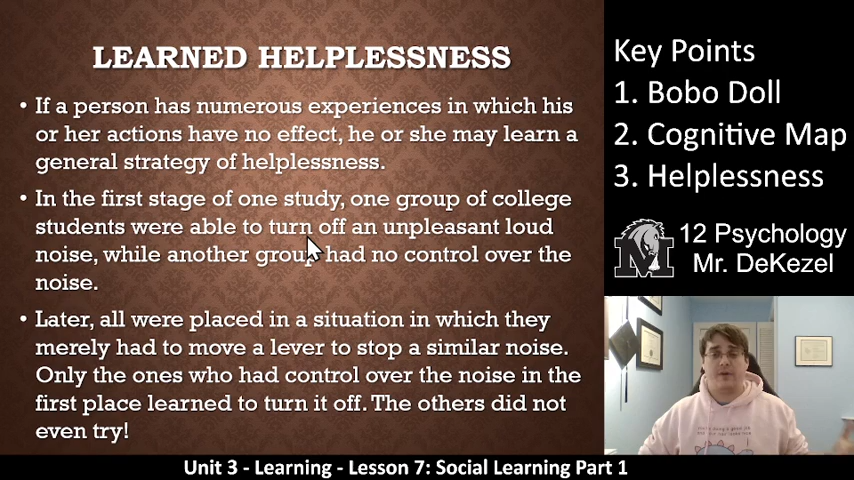 LEARNED HELPLESSNESS
• If a person has numerous experiences in which his
or her actions have no effect, he or she may learn a
general strategy of helplessness.
• In the first stage of one study, one group of college
students were able to turn off an unpleasant loud
noise, while another group had no control over the
noise.
• Later, all were placed in a situation in which they
merely had to move a lever to stop a similar noise.
Only the ones who had control over the noise in the
first place learned to turn it off. The others did not
even try!
Key Points
1. Bobo Doll
2. Cognitive Map
3. Helplessness
M
12 Psychology
Mr. DeKezel
Unit 3 - Learning - Lesson 7: Social Learning Part 1